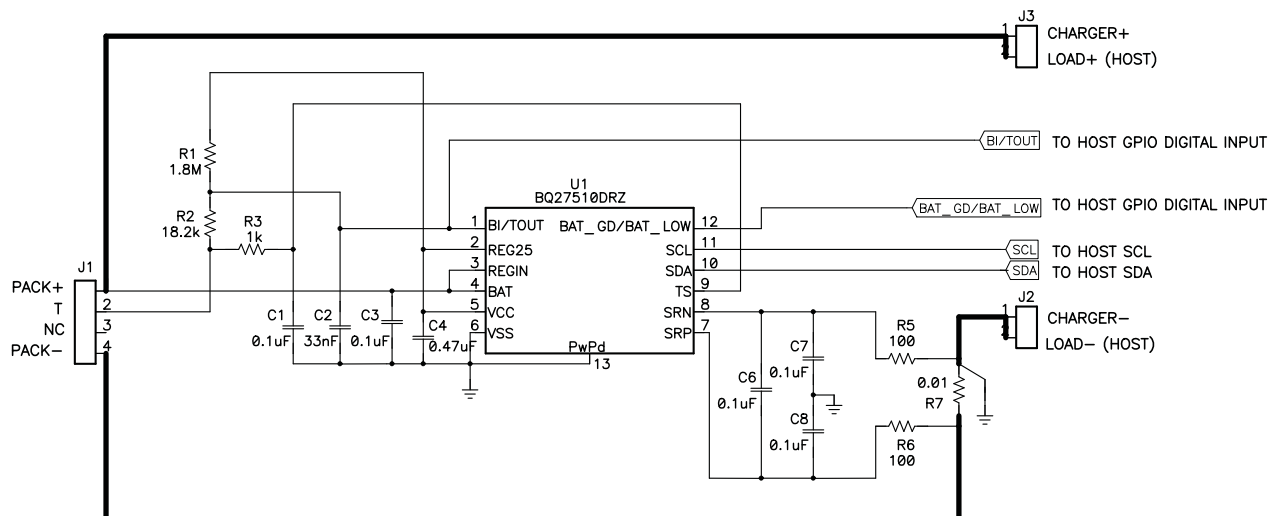 J3
1
CHARGER+
LOAD+ (HOST)
R1
1.8M
BI/TOUT TO HOST GPIO DIGITAL INPUT
U1
BQ27510DRZ
R2
18.2k
R3
1k
1 BI/TOUT BAT_GD/BAT_LOW 12
BAT_GD/BAT_LOW TO HOST GPIO DIGITAL INPUT
2 REG25 SCL 11
SCL TO HOST SCL
3 REGIN SDA 10
SDA TO HOST SDA
4 BAT TS 9
5 VCC SRN 8
6 VSS SRP 7
PwPd
13
J1
PACK+
T 2
NC 3
PACK- 4
C1
0.1uF
C2
33nF
C3
0.1uF
C4
0.47uF
J2
1
CHARGER-
LOAD- (HOST)
R5
100
C7
0.1uF
C6
0.1uF
0.01
R7
C8
0.1uF
R6
100